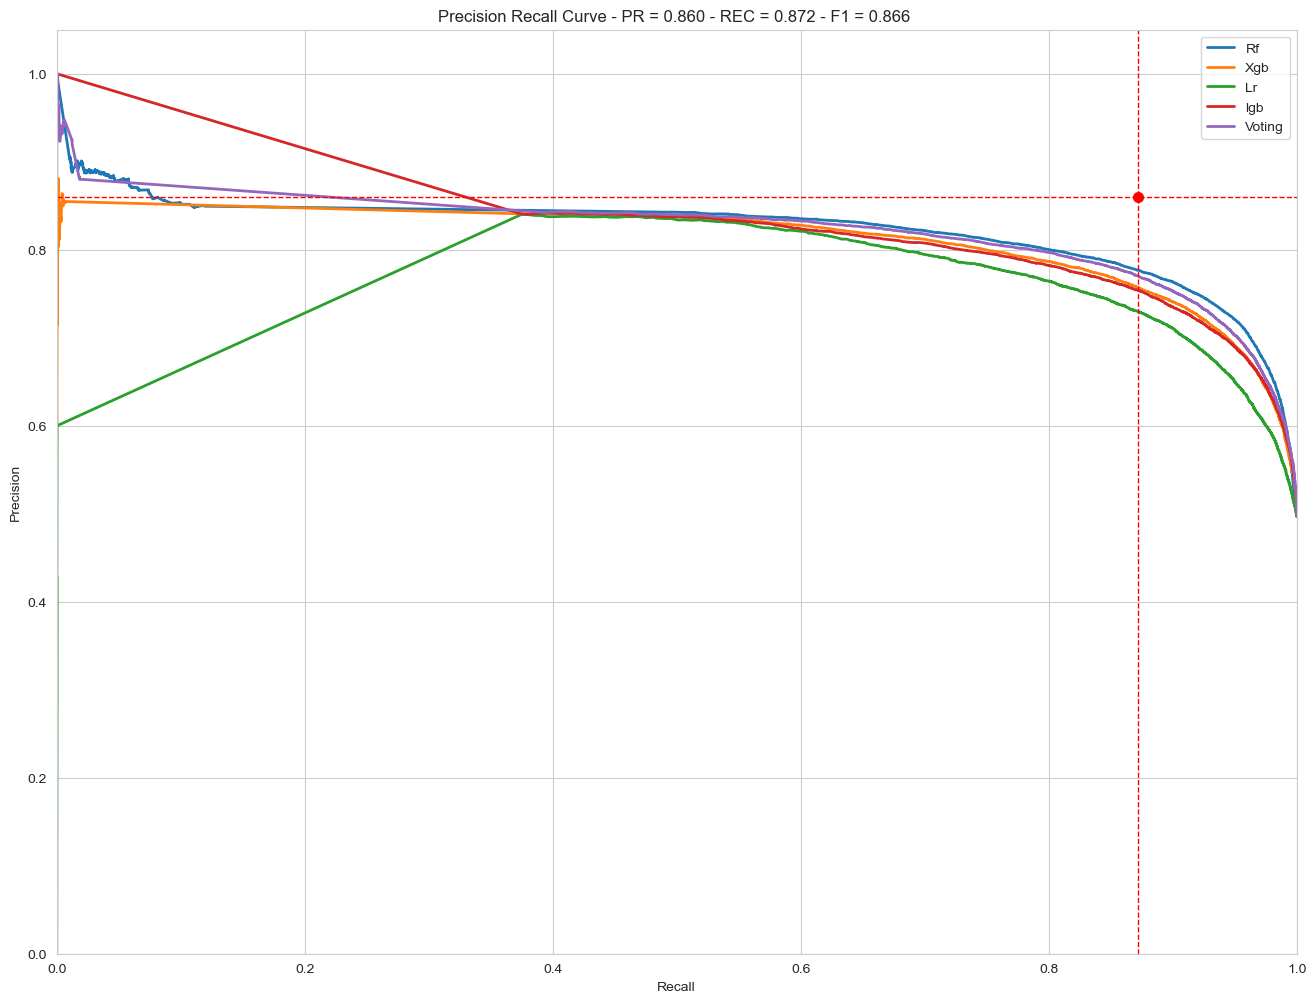 Precision Recall Curve - PR = 0.860 - REC = 0.872 - F1 = 0.866
Rf
Xgb
Lr
lgb
Voting
1.0
0.8
0.6
0.4
0.2
0.0
Precision
0.0 0.2 0.4 0.6 0.8 1.0
Recall